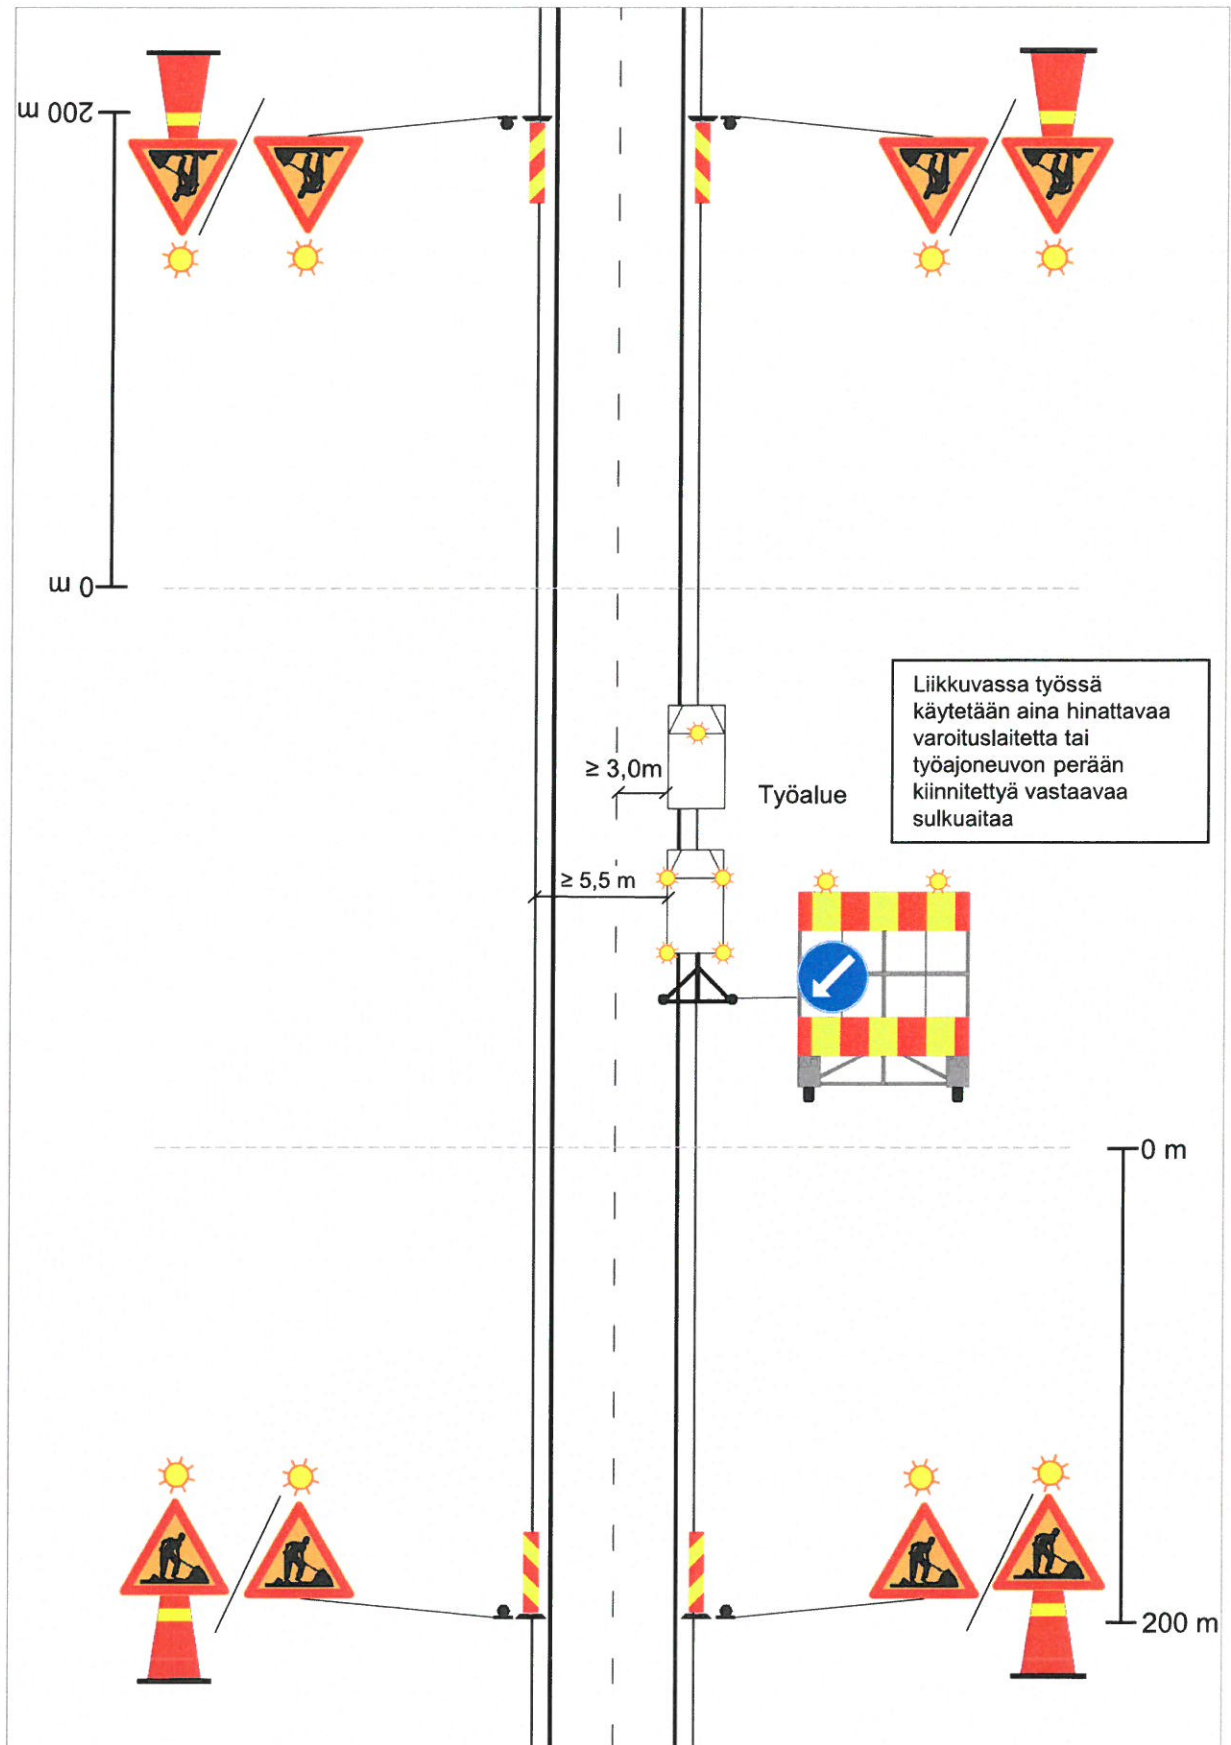 200 m
0 m
Liikkuvassa työssä
käytetään aina hinattavaa
varoituslaitetta tai
työajoneuvon perään
kiinnitettyä vastaavaa
sulkuaitaa
≥ 3,0m
Työalue
≥ 5,5 m
0 m
200 m